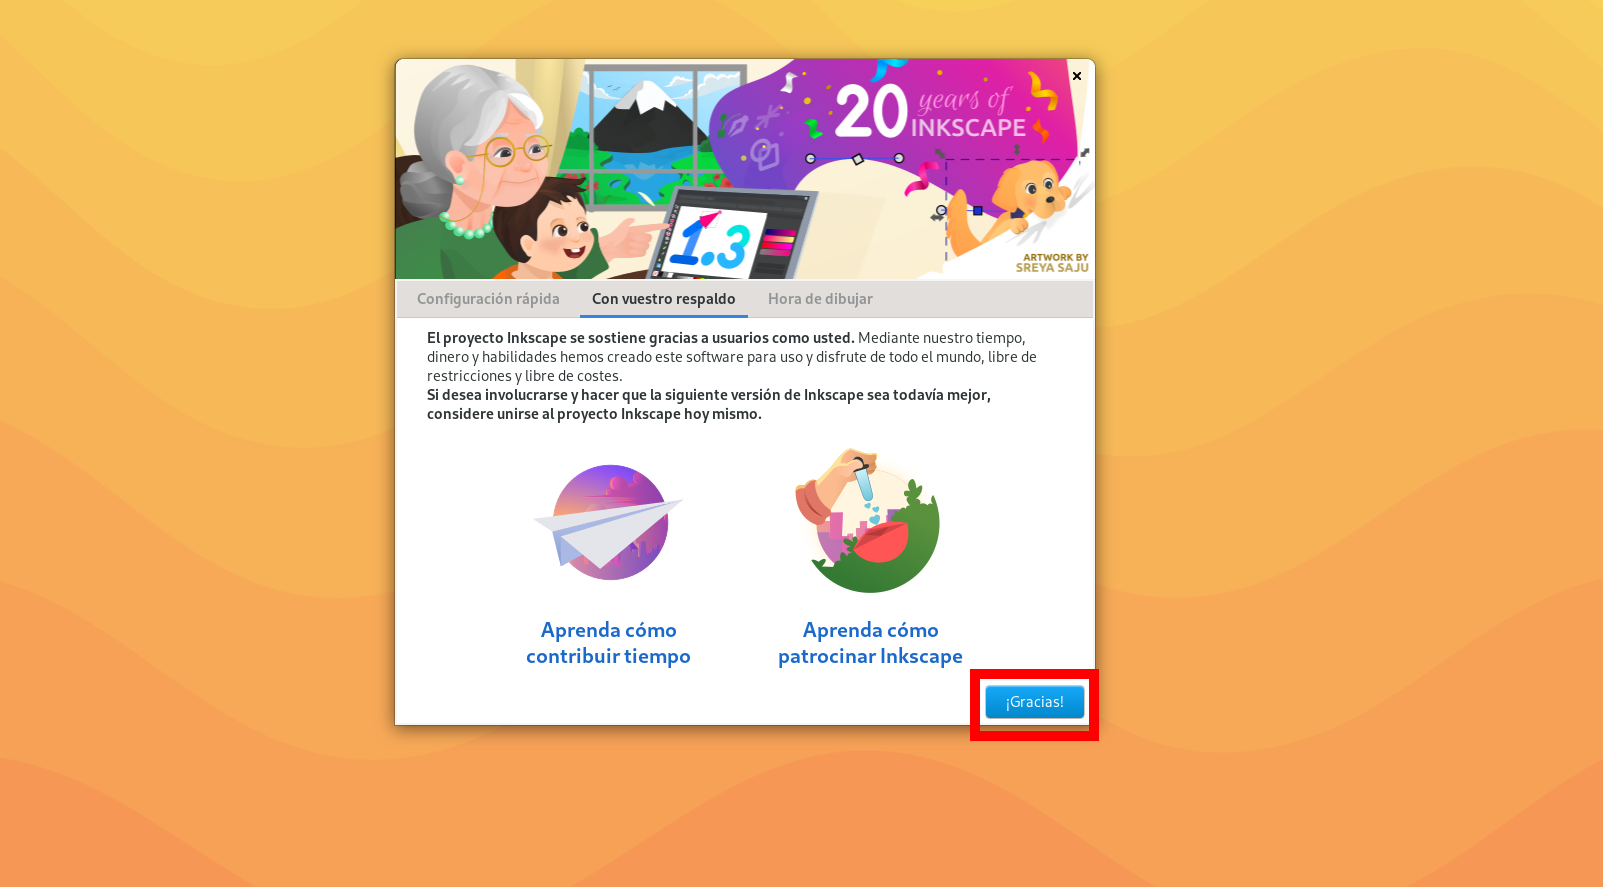 20 years of
INKSCAPE
1.3
ARTWORK BY
SREYA SAJU
Configuración rápida Con vuestro respaldo Hora de dibujar
El proyecto Inkscape se sostiene gracias a usuarios como usted. Mediante nuestro tiempo,
dinero y habilidades hemos creado este software para uso y disfrute de todo el mundo, libre de
restricciones y libre de costes.
Si desea involucrarse y hacer que la siguiente versión de Inkscape sea todavía mejor,
considere unirse al proyecto Inkscape hoy mismo.
Aprenda cómo
contribuir tiempo
Aprenda cómo
patrocinar Inkscape
¡Gracias!